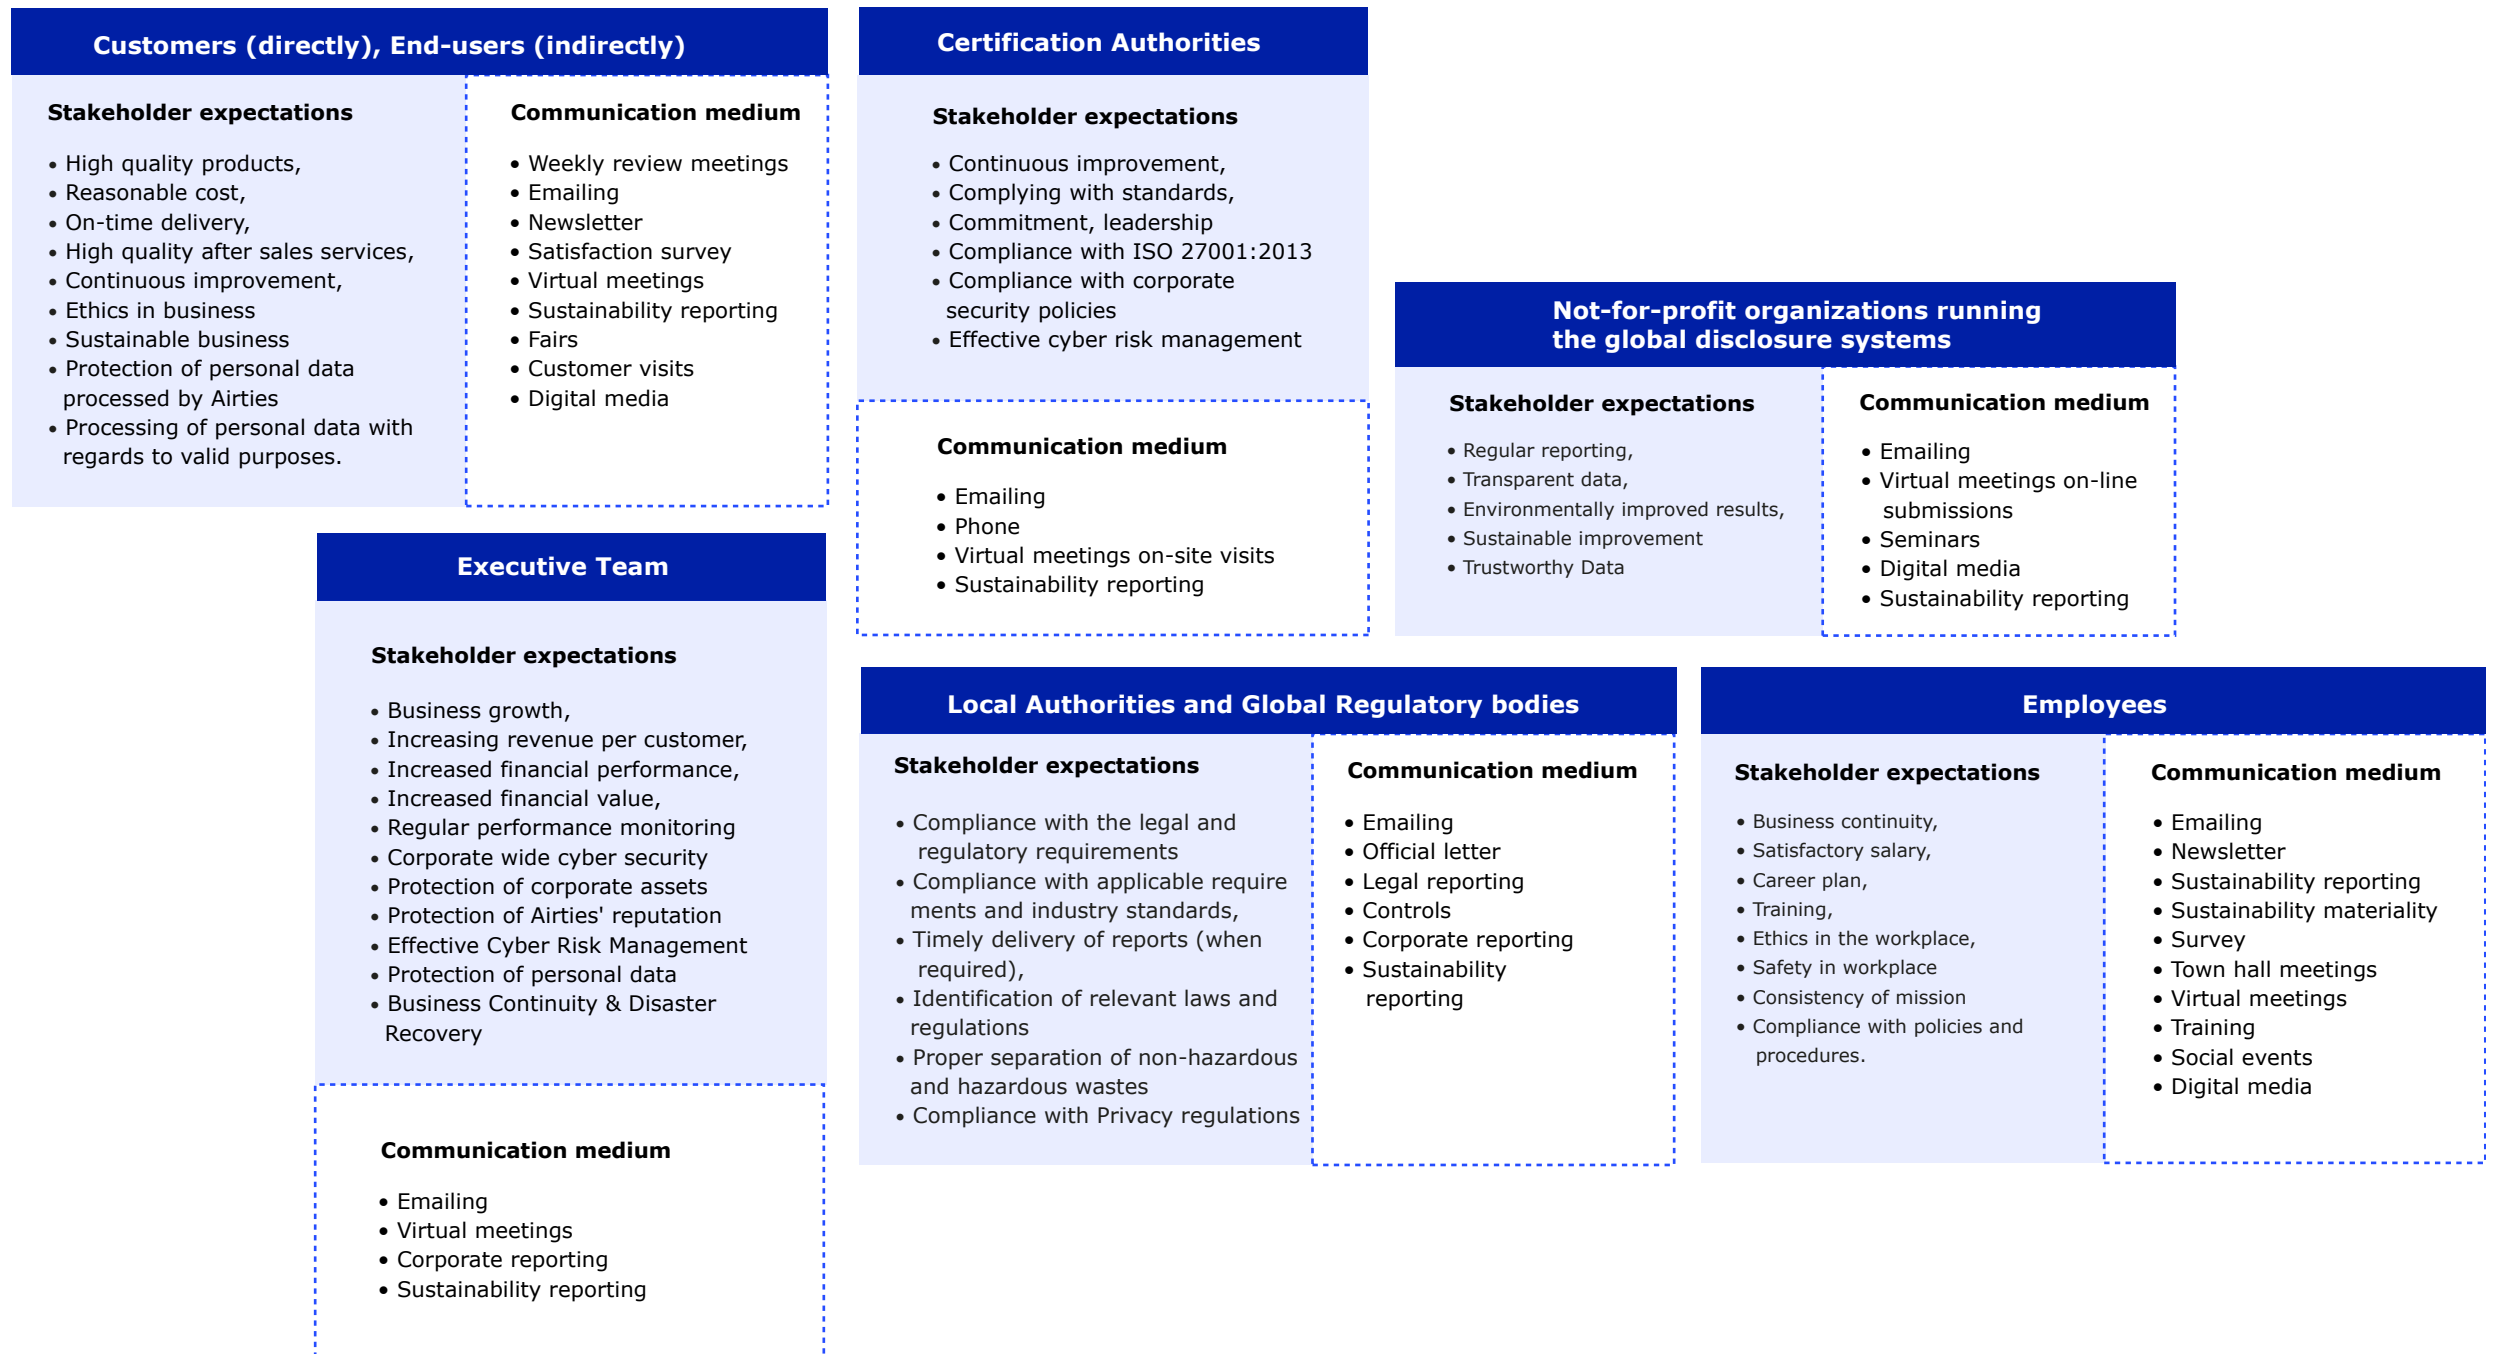 Customers (directly), End-users (indirectly)
Stakeholder expectations
• High quality products,
• Reasonable cost,
• On-time delivery,
• High quality after sales services,
• Continuous improvement,
• Ethics in business
• Sustainable business
• Protection of personal data
processed by Airties
• Processing of personal data with
regards to valid purposes.
Communication medium
• Weekly review meetings
• Emailing
• Newsletter
• Satisfaction survey
• Virtual meetings
• Sustainability reporting
• Fairs
• Customer visits
• Digital media
Certification Authorities
Stakeholder expectations
• Continuous improvement,
• Complying with standards,
• Commitment, leadership
• Compliance with ISO 27001:2013
• Compliance with corporate
security policies
• Effective cyber risk management
Communication medium
• Emailing
• Phone
• Virtual meetings on-site visits
• Sustainability reporting
Not-for-profit organizations running
the global disclosure systems
Stakeholder expectations
• Regular reporting,
• Transparent data,
• Environmentally improved results,
• Sustainable improvement
• Trustworthy Data
Communication medium
• Emailing
• Virtual meetings on-line
submissions
• Seminars
• Digital media
• Sustainability reporting
Executive Team
Stakeholder expectations
• Business growth,
• Increasing revenue per customer,
• Increased financial performance,
• Increased financial value,
• Regular performance monitoring
• Corporate wide cyber security
• Protection of corporate assets
• Protection of Airties' reputation
• Effective Cyber Risk Management
• Protection of personal data
• Business Continuity & Disaster
Recovery
Communication medium
• Emailing
• Virtual meetings
• Corporate reporting
• Sustainability reporting
Local Authorities and Global Regulatory bodies
Stakeholder expectations
• Compliance with the legal and
regulatory requirements
• Compliance with applicable require
ments and industry standards,
• Timely delivery of reports (when
required),
• Identification of relevant laws and
regulations
• Proper separation of non-hazardous
and hazardous wastes
• Compliance with Privacy regulations
Communication medium
• Emailing
• Official letter
• Legal reporting
• Controls
• Corporate reporting
• Sustainability
reporting
Employees
Stakeholder expectations
• Business continuity,
• Satisfactory salary,
• Career plan,
• Training,
• Ethics in the workplace,
• Safety in workplace
• Consistency of mission
• Compliance with policies and
procedures.
Communication medium
• Emailing
• Newsletter
• Sustainability reporting
• Sustainability materiality
• Survey
• Town hall meetings
• Virtual meetings
• Training
• Social events
• Digital media